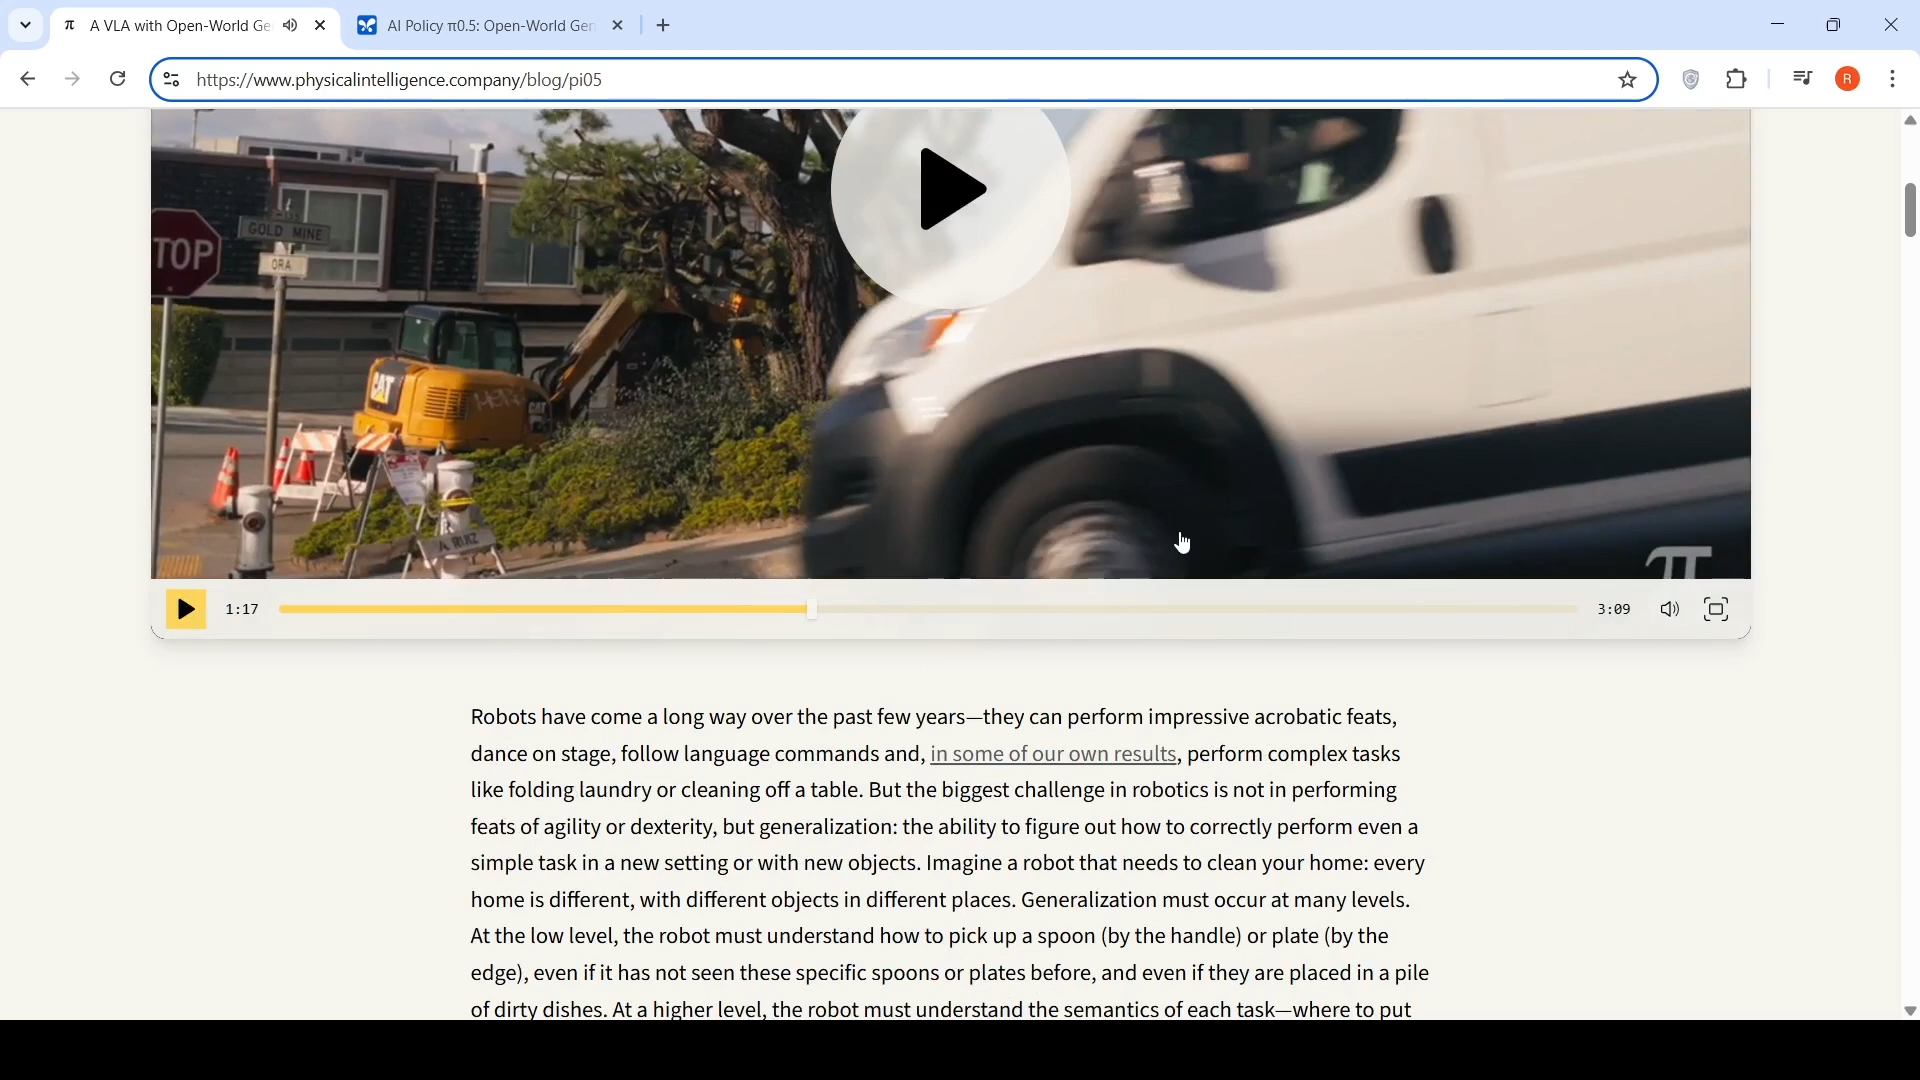 π A VLA with Open-World Ge
AI Policy π0.5: Open-World Gen
https://www.physicalintelligence.company/blog/pi05
R
TOP
GOLD MINE
ORA
CAT
CAT
A RUIZ
π
1:17
3:09
Robots have come a long way over the past few years—they can perform impressive acrobatic feats,
dance on stage, follow language commands and, in some of our own results, perform complex tasks
like folding laundry or cleaning off a table. But the biggest challenge in robotics is not in performing
feats of agility or dexterity, but generalization: the ability to figure out how to correctly perform even a
simple task in a new setting or with new objects. Imagine a robot that needs to clean your home: every
home is different, with different objects in different places. Generalization must occur at many levels.
At the low level, the robot must understand how to pick up a spoon (by the handle) or plate (by the
edge), even if it has not seen these specific spoons or plates before, and even if they are placed in a pile
of dirty dishes. At a higher level, the robot must understand the semantics of each task—where to put